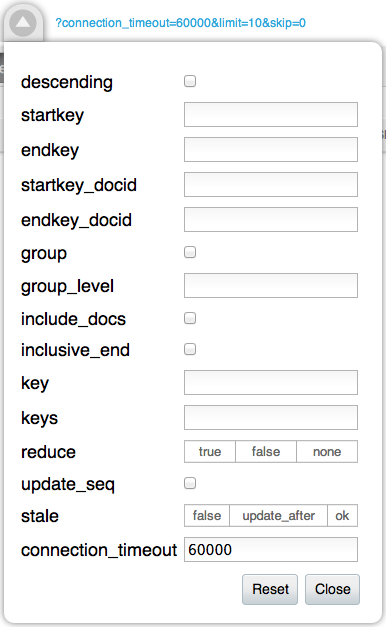 ?connection_timeout=60000&limit=10&skip=0
descending
startkey
endkey
startkey_docid
endkey_docid
group
group_level
include_docs
inclusive_end
key
keys
reduce true false none
update_seq
stale false update_after ok
connection_timeout 60000
Reset Close